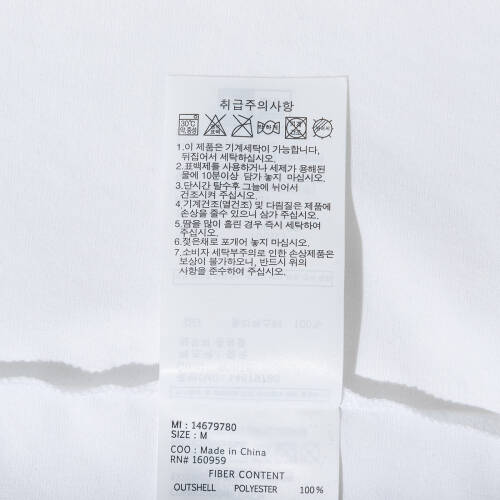 취급주의사항
30℃
약.중성
1.이 제품은 기계세탁이 가능합니다,
뒤집어서 세탁하십시오.
2.표백제를 사용하거나 세제가 용해된
물에 10분이상 담가 놓지 마십시오.
3.단시간 탈수후 그늘에 뉘어서
건조시켜 주십시오.
4.기계건조(열건조) 및 다림질은 제품에
손상을 줄수 있으니 삼가 주십시오.
5.땀을 많이 흘린 경우 즉시 세탁하여
주십시오.
6.젖은채로 포개어 놓지 마십시오.
7.소비자 세탁부주의로 인한 손상제품은
보상이 불가하오니, 반드시 위의
사항을 준수하여 주십시오.
MI : 14679780
SIZE : M
COO : Made in China
RN# 160959
FIBER CONTENT
OUTSHELL POLYESTER 100%